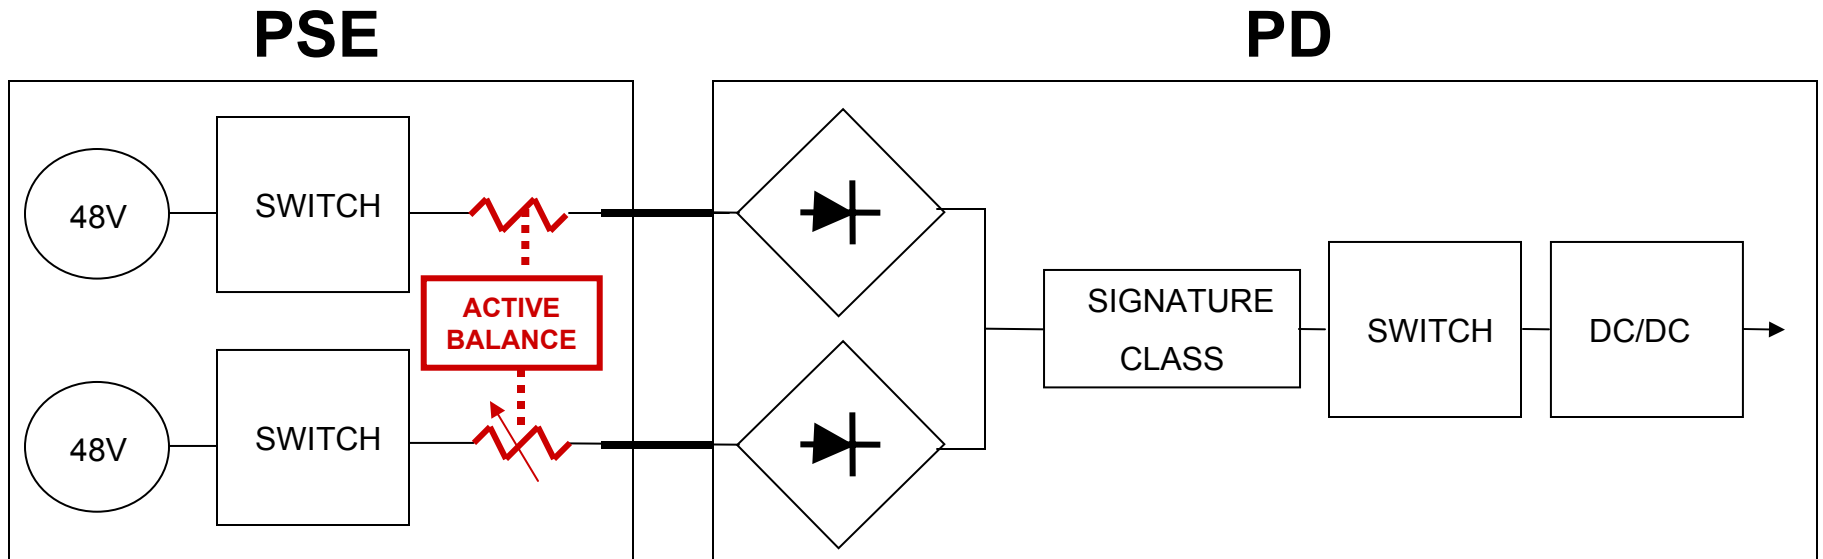 PSE
PD
48V
SWITCH
ACTIVE
BALANCE
48V
SWITCH
SIGNATURE
CLASS
SWITCH
DC/DC